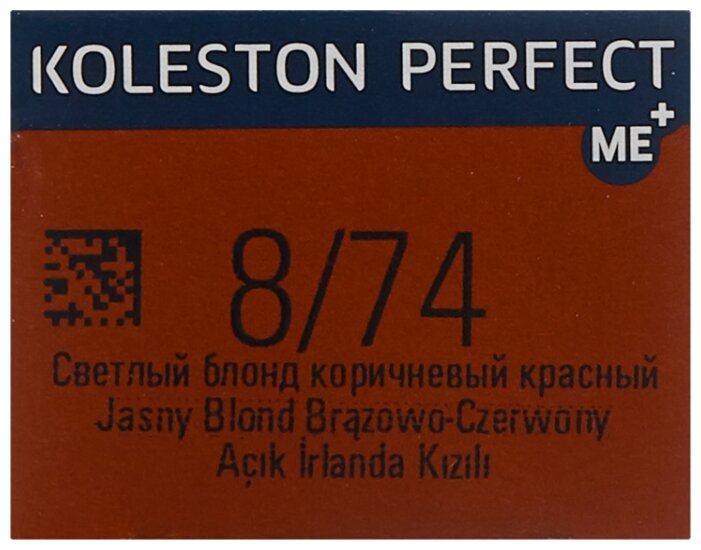 KOLESTON PERFECT
ME+
8/74
Светлый блонд коричневый красный
Jasny Blond Brązowo-Czerwony
Açık İrlanda Kızılı